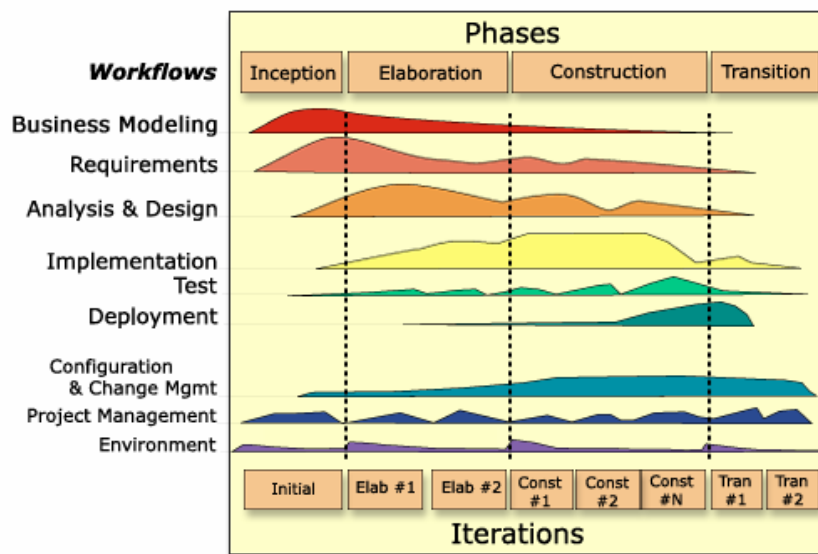 Phases
Workflows
Inception
Elaboration
Construction
Transition
Business Modeling
Requirements
Analysis & Design
Implementation
Test
Deployment
Configuration
& Change Mgmt
Project Management
Environment
Initial
Elab #1
Elab #2
Const
#1
Const
#2
Const
#N
Tran
#1
Tran
#2
Iterations